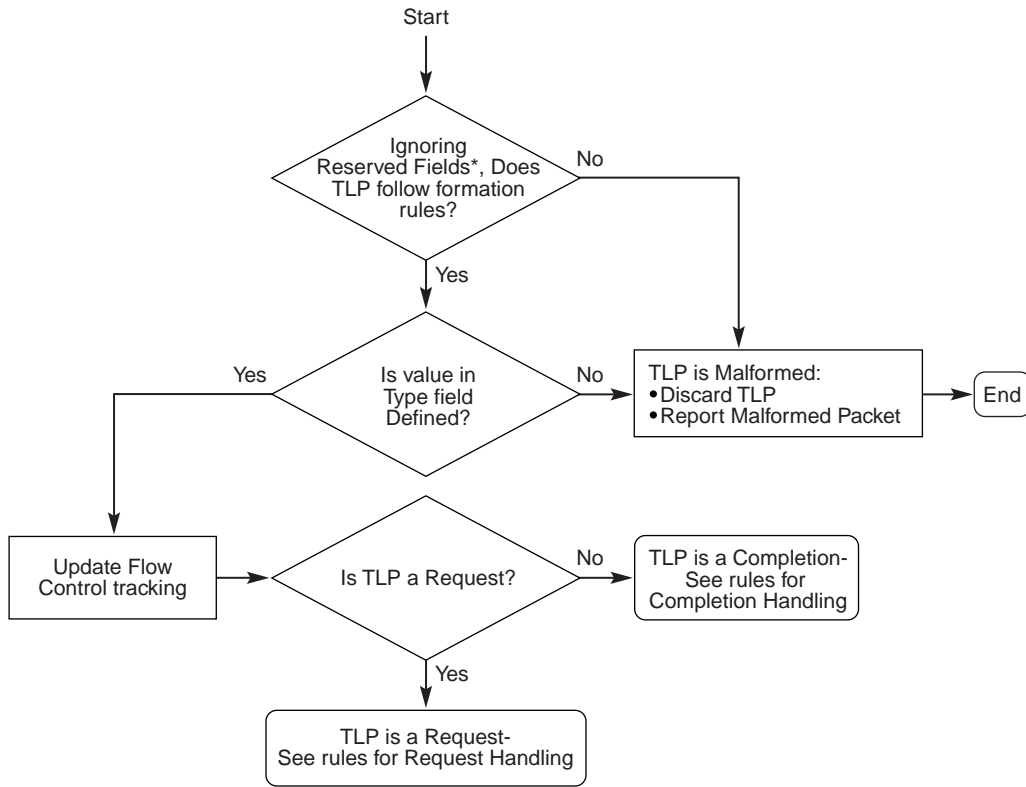 Start
Ignoring
Reserved Fields*, Does
TLP follow formation
rules?
No
Yes
Is value in
Type field
Defined?
Yes
No
TLP is Malformed:
•Discard TLP
•Report Malformed Packet
End
Update Flow
Control tracking
Is TLP a Request?
No
TLP is a Completion-
See rules for
Completion Handling
Yes
TLP is a Request-
See rules for Request Handling